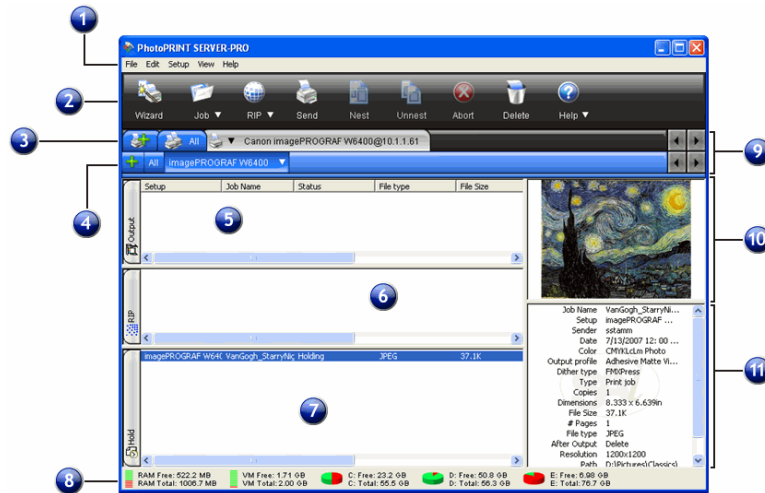 1
PhotoPRINT SERVER-PRO
File Edit Setup View Help
2
Wizard Job RIP Send Nest Unnest Abort Delete Help
3
All Canon imagePROGRAF W6400@10.1.1.61
9
All imagePROGRAF W6400
4
Setup Job Name Status File type File Size
Output
5
10
RIP
6
Hold
imagePROGRAF W64( VanGogh_StarryNig Holding JPEG 37.1K
7
Job Name VanGogh_StarryNi...
Setup imagePROGRAF ...
Sender sstamm
Date 7/13/2007 12: 00 ...
Color CMYKLcLm Photo
Output profile Adhesive Matte Vi...
Dither type FMXPress
Type Print job
Copies 1
Dimensions 8.333 x 6.639in
File Size 37.1K
# Pages 1
File type JPEG
After Output Delete
Resolution 1200x1200
Path D:\Pictures\Classics\
11
8
RAM Free: 522.2 MB VM Free: 1.71 GB C: Free: 23.2 GB D: Free: 50.8 GB E: Free: 6.98 GB
RAM Total: 1006.7 MB VM Total: 2.00 GB C: Total: 55.5 GB D: Total: 56.3 GB E: Total: 76.7 GB